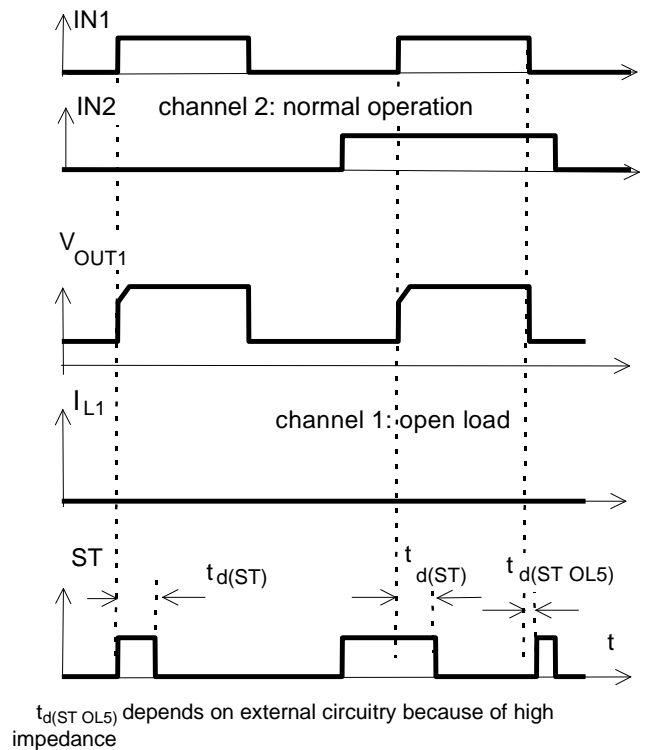 IN1
IN2 channel 2: normal operation
VOUT1
IL1
channel 1: open load
ST
td(ST)
td(ST)
td(ST OL5)
t
td(ST OL5) depends on external circuitry because of high
impedance